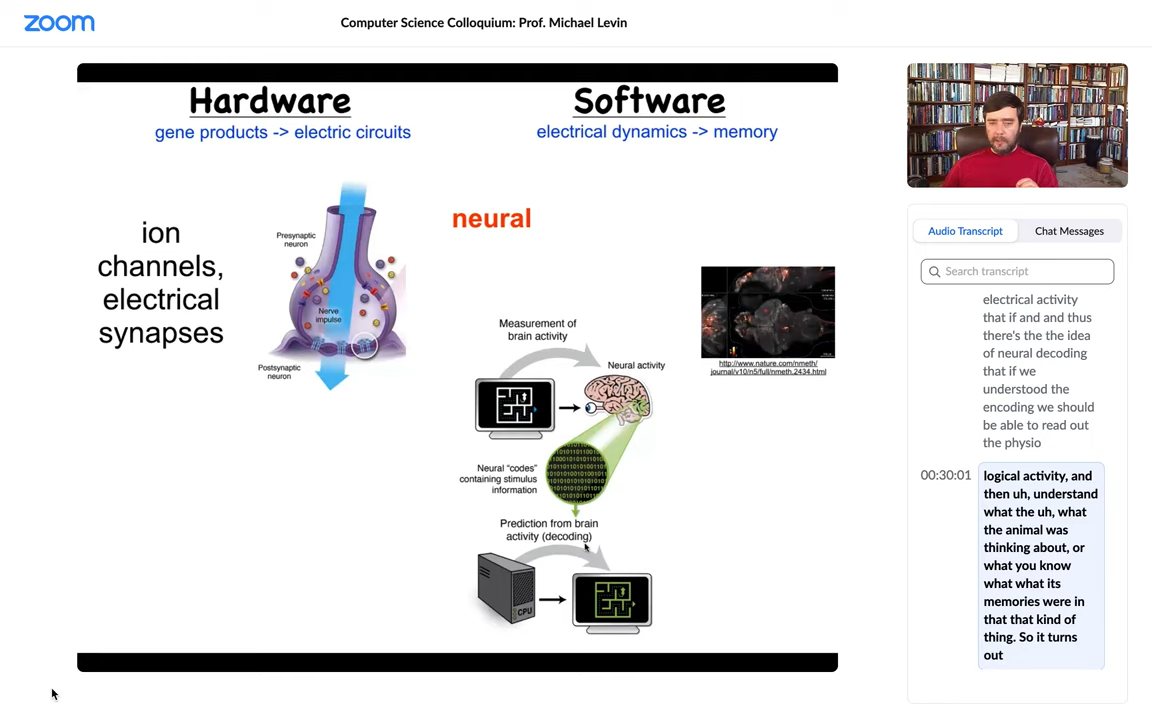 zoom
Computer Science Colloquium: Prof. Michael Levin
Hardware
gene products -> electric circuits
Software
electrical dynamics -> memory
ion
channels,
electrical
synapses
Presynaptic
neuron
Nerve
impulse
Postsynaptic
neuron
neural
Measurement of
brain activity
Neural activity
Neural "codes"
containing stimulus
information
Prediction from brain
activity (decoding)
CPU
http://www.nature.com/nmeth/
journal/v10/n5/full/nmeth.2434.html
Audio Transcript
Chat Messages
Search transcript
electrical activity
that if and and thus
there's the the idea
of neural decoding
that if we
understood the
encoding we should
be able to read out
the physio
00:30:01
logical activity, and
then uh, understand
what the uh, what
the animal was
thinking about, or
what you know
what what its
memories were in
that that kind of
thing. So it turns
out